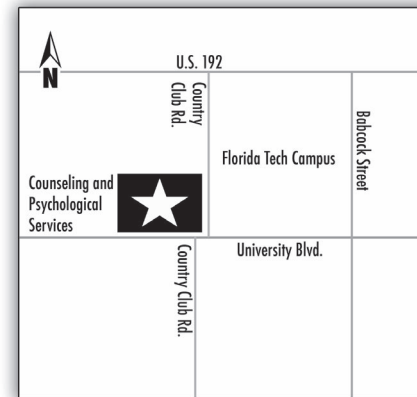 N
U.S. 192
Country
Club Rd.
Babcock Street
Florida Tech Campus
Counseling and
Psychological
Services
University Blvd.
Country Club Rd.